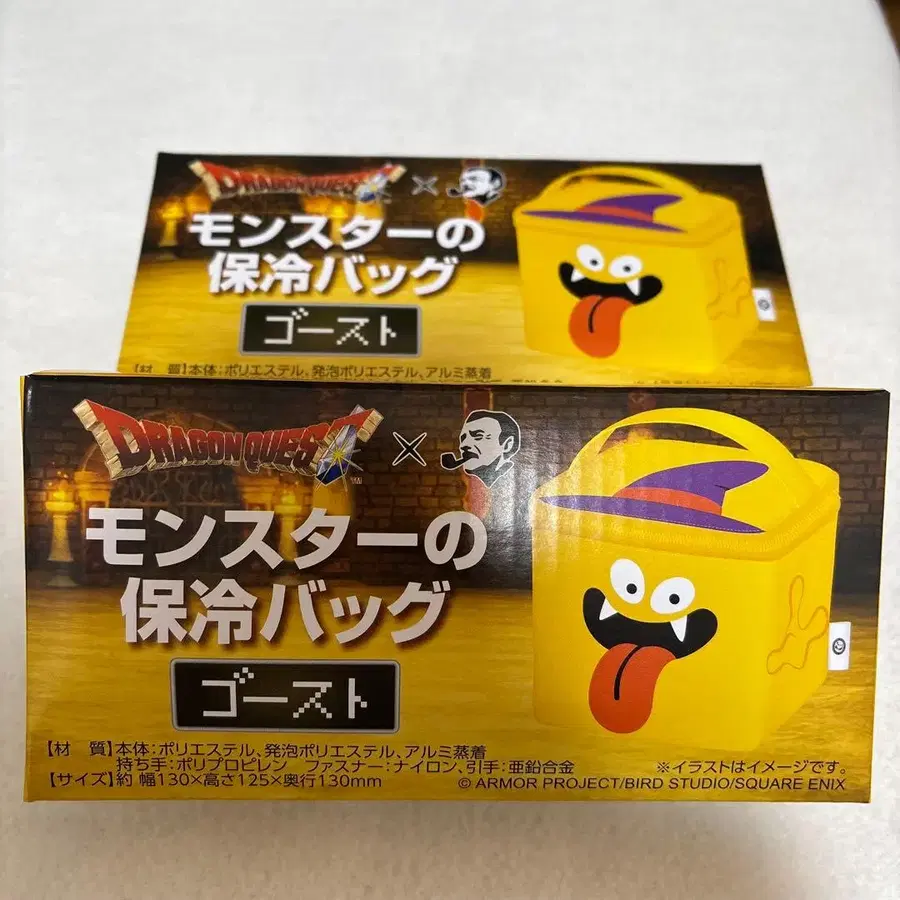 DRAGON QUEST ×
モンスターの
保冷バッグ
ゴースト
【材 質】本体:ポリエステル、発泡ポリエステル、アルミ蒸着
DRAGON QUEST™ ×
モンスターの
保冷バッグ
ゴースト
【材 質】本体:ポリエステル、発泡ポリエステル、アルミ蒸着
持ち手:ポリプロピレン ファスナー:ナイロン、引手:亜鉛合金
【サイズ】約 幅130×高さ125×奥行130mm
※イラストはイメージです。
© ARMOR PROJECT/BIRD STUDIO/SQUARE ENIX